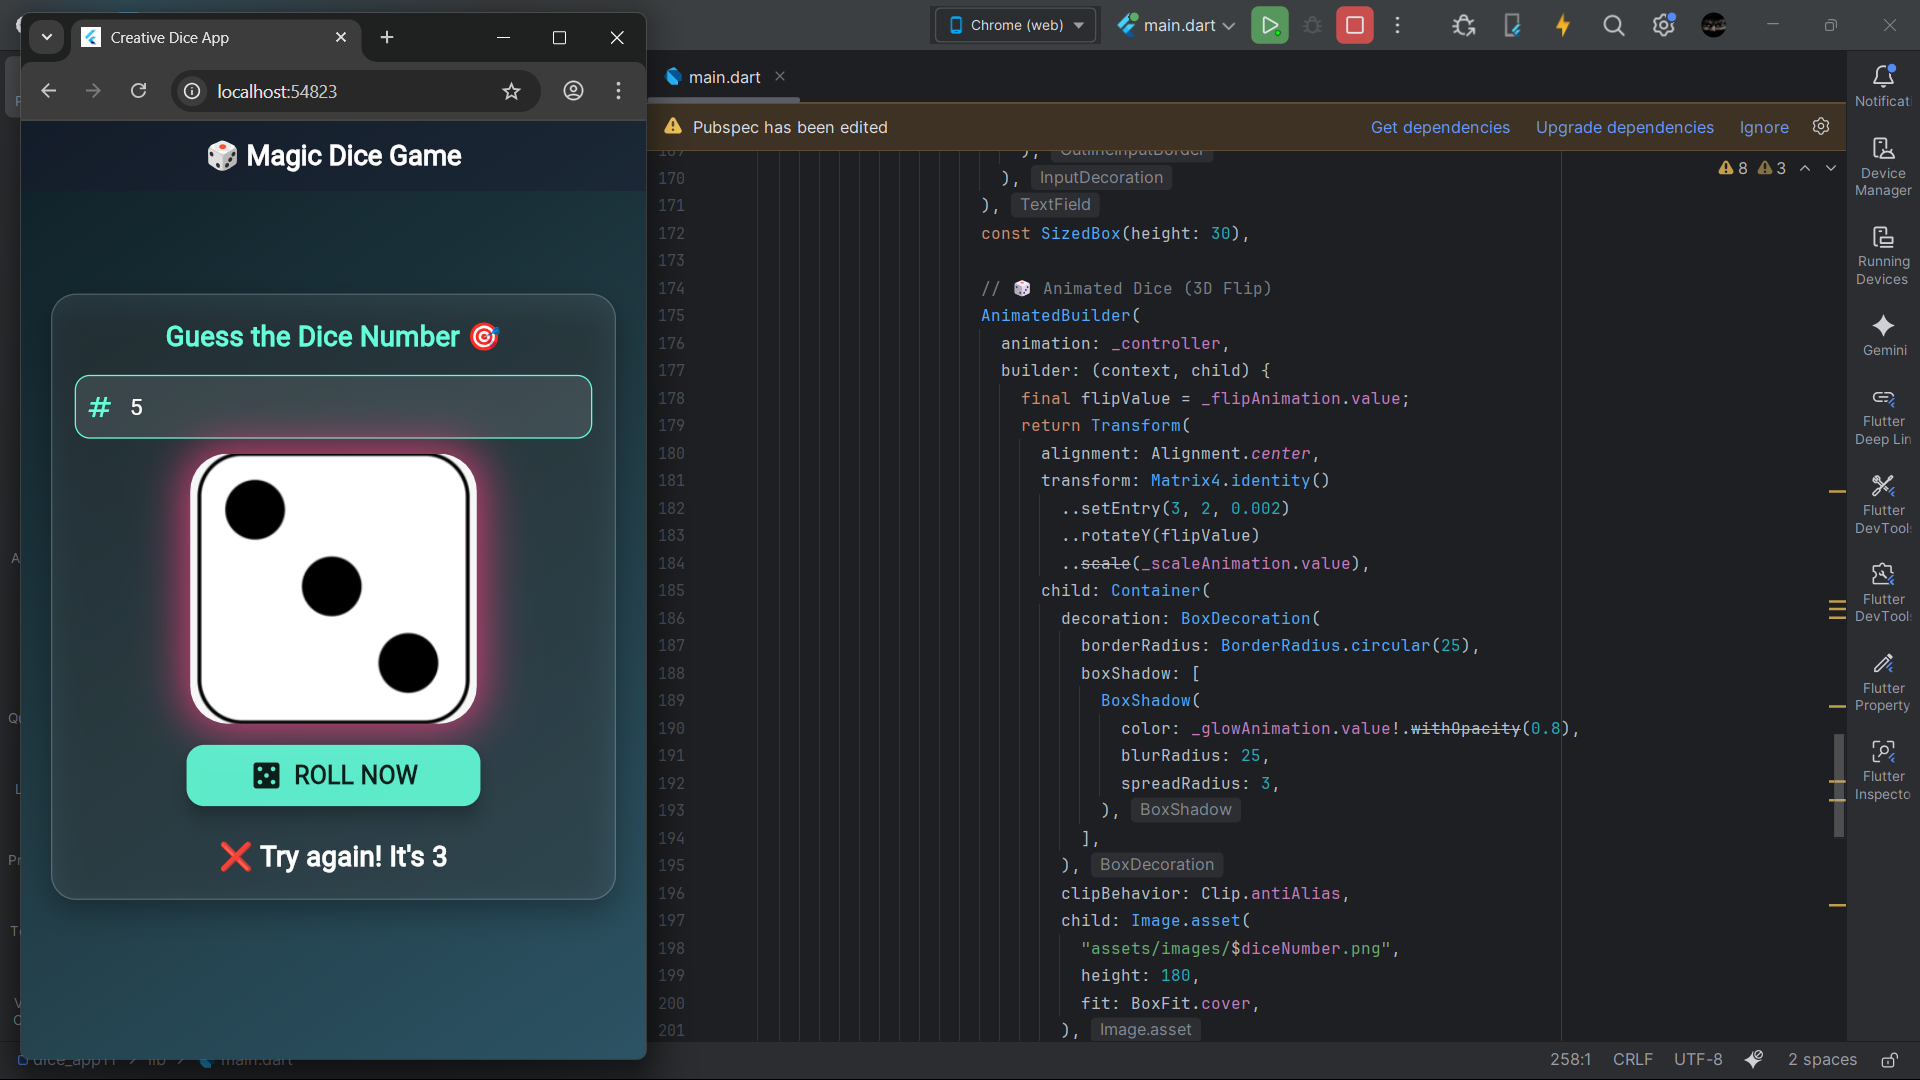 Creative Dice App
localhost:54823
🎲 Magic Dice Game
Guess the Dice Number 🎯
# 5
ROLL NOW
❌ Try again! It's 3
Chrome (web)
main.dart
main.dart
Pubspec has been edited
Get dependencies
Upgrade dependencies
Ignore
8
3
), OutlineInputBorder
170 ), InputDecoration
171 ), TextField
172 const SizedBox(height: 30),
173
174 // 🎲 Animated Dice (3D Flip)
175 AnimatedBuilder(
176 animation: _controller,
177 builder: (context, child) {
178 final flipValue = _flipAnimation.value;
179 return Transform(
180 alignment: Alignment.center,
181 transform: Matrix4.identity()
182 ..setEntry(3, 2, 0.002)
183 ..rotateY(flipValue)
184 ..scale(_scaleAnimation.value),
185 child: Container(
186 decoration: BoxDecoration(
187 borderRadius: BorderRadius.circular(25),
188 boxShadow: [
189 BoxShadow(
190 color: _glowAnimation.value!.withOpacity(0.8),
191 blurRadius: 25,
192 spreadRadius: 3,
193 ), BoxShadow
194 ],
195 ), BoxDecoration
196 clipBehavior: Clip.antiAlias,
197 child: Image.asset(
198 "assets/images/$diceNumber.png",
199 height: 180,
200 fit: BoxFit.cover,
201 ), Image.asset
Notificat
Device
Manager
Running
Devices
Gemini
Flutter
Deep Lin
Flutter
DevTool
Flutter
DevTool
Flutter
Property
Flutter
Inspecto
dice_app11 > lib > main.dart
258:1
CRLF
UTF-8
2 spaces